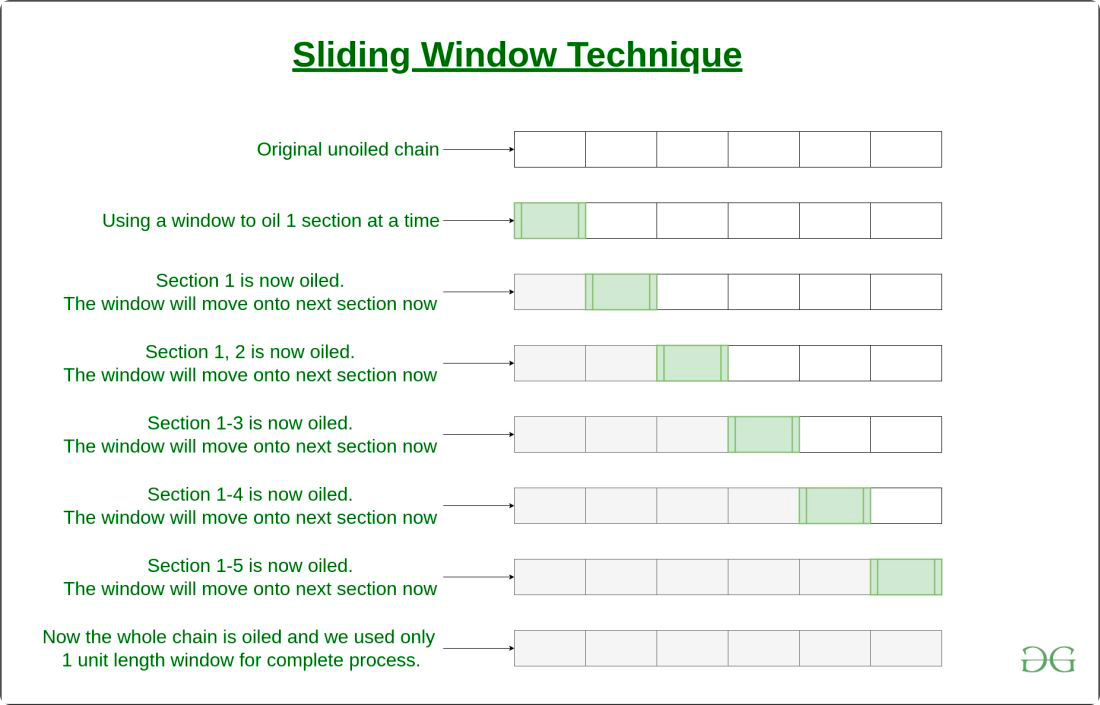 Sliding Window Technique
Original unoiled chain
Using a window to oil 1 section at a time
Section 1 is now oiled.
The window will move onto next section now
Section 1, 2 is now oiled.
The window will move onto next section now
Section 1-3 is now oiled.
The window will move onto next section now
Section 1-4 is now oiled.
The window will move onto next section now
Section 1-5 is now oiled.
The window will move onto next section now
Now the whole chain is oiled and we used only
1 unit length window for complete process.